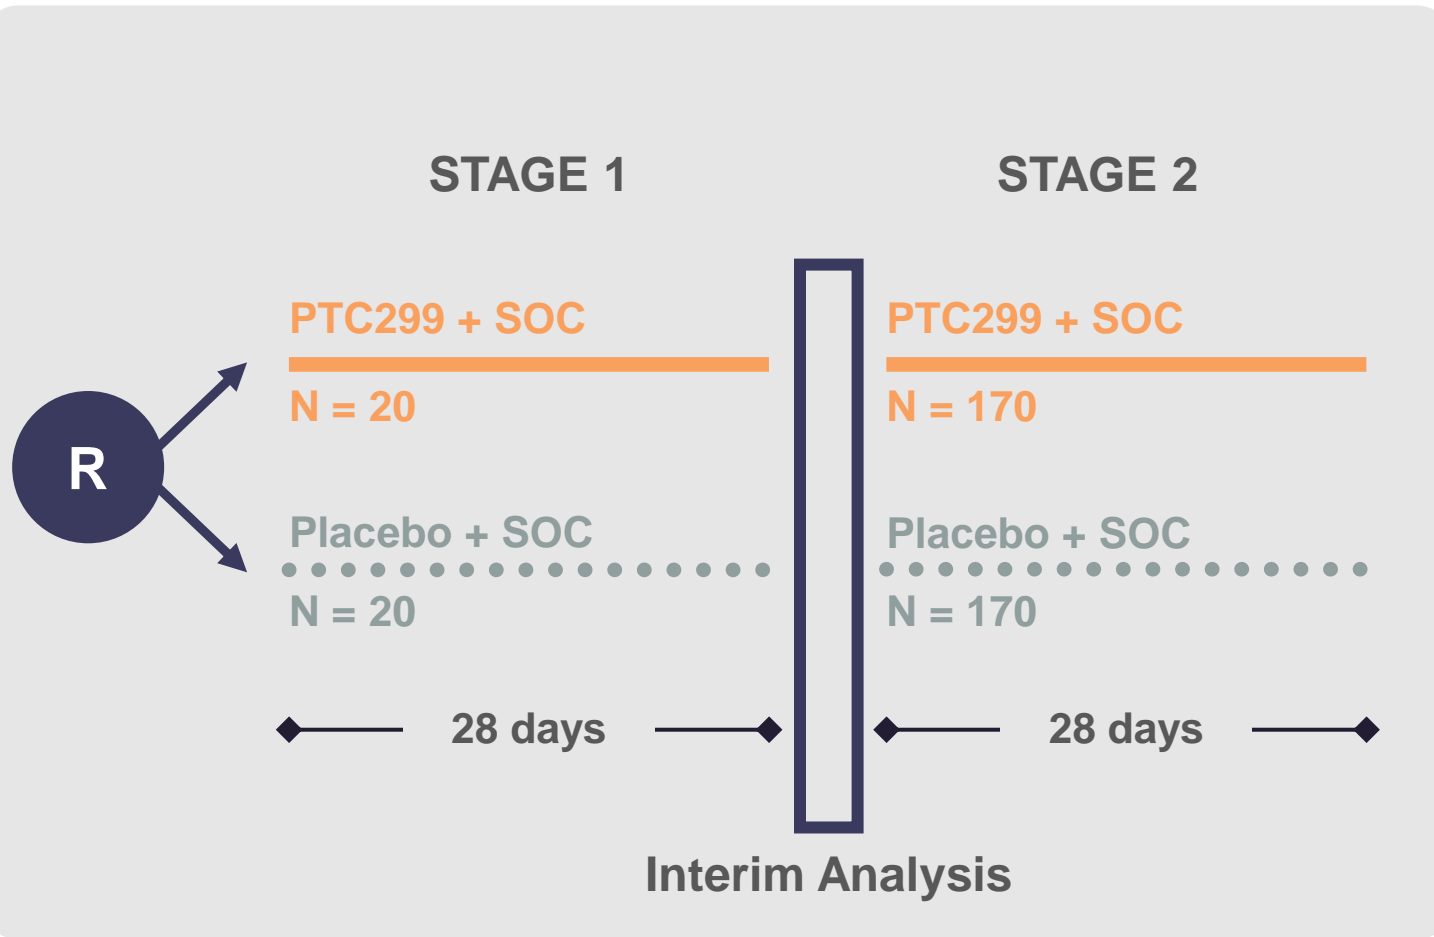 STAGE 1
STAGE 2
PTC299 + SOC
PTC299 + SOC
N = 20
N = 170
R
Placebo + SOC
Placebo + SOC
N = 20
N = 170
28 days
28 days
Interim Analysis